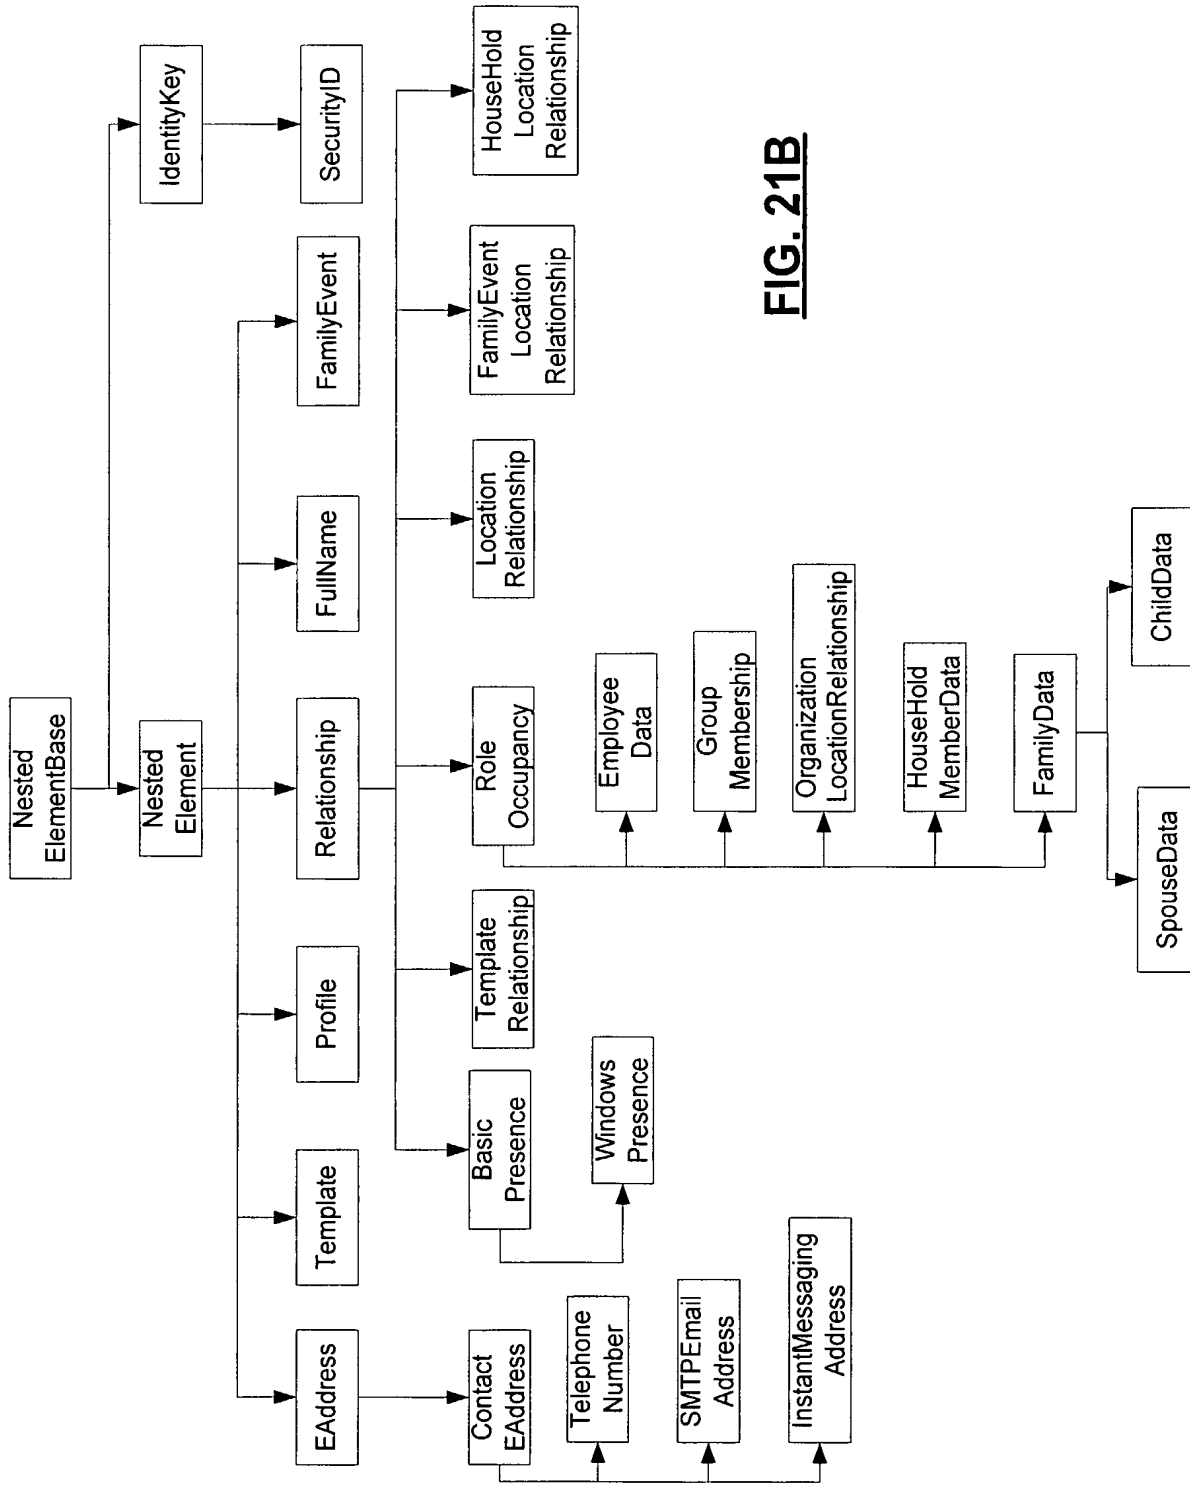 Nested
ElementBase
Nested
Element
IdentityKey
EAddress
Template
Profile
Relationship
FullName
FamilyEvent
SecurityID
Contact
EAddress
Basic
Presence
Template
Relationship
Role
Occupancy
Location
Relationship
FamilyEvent
Location
Relationship
HouseHold
Location
Relationship
Telephone
Number
SMTPEmail
Address
InstantMessaging
Address
Windows
Presence
Employee
Data
Group
Membership
Organization
LocationRelationship
HouseHold
MemberData
FamilyData
SpouseData
ChildData
FIG. 21B